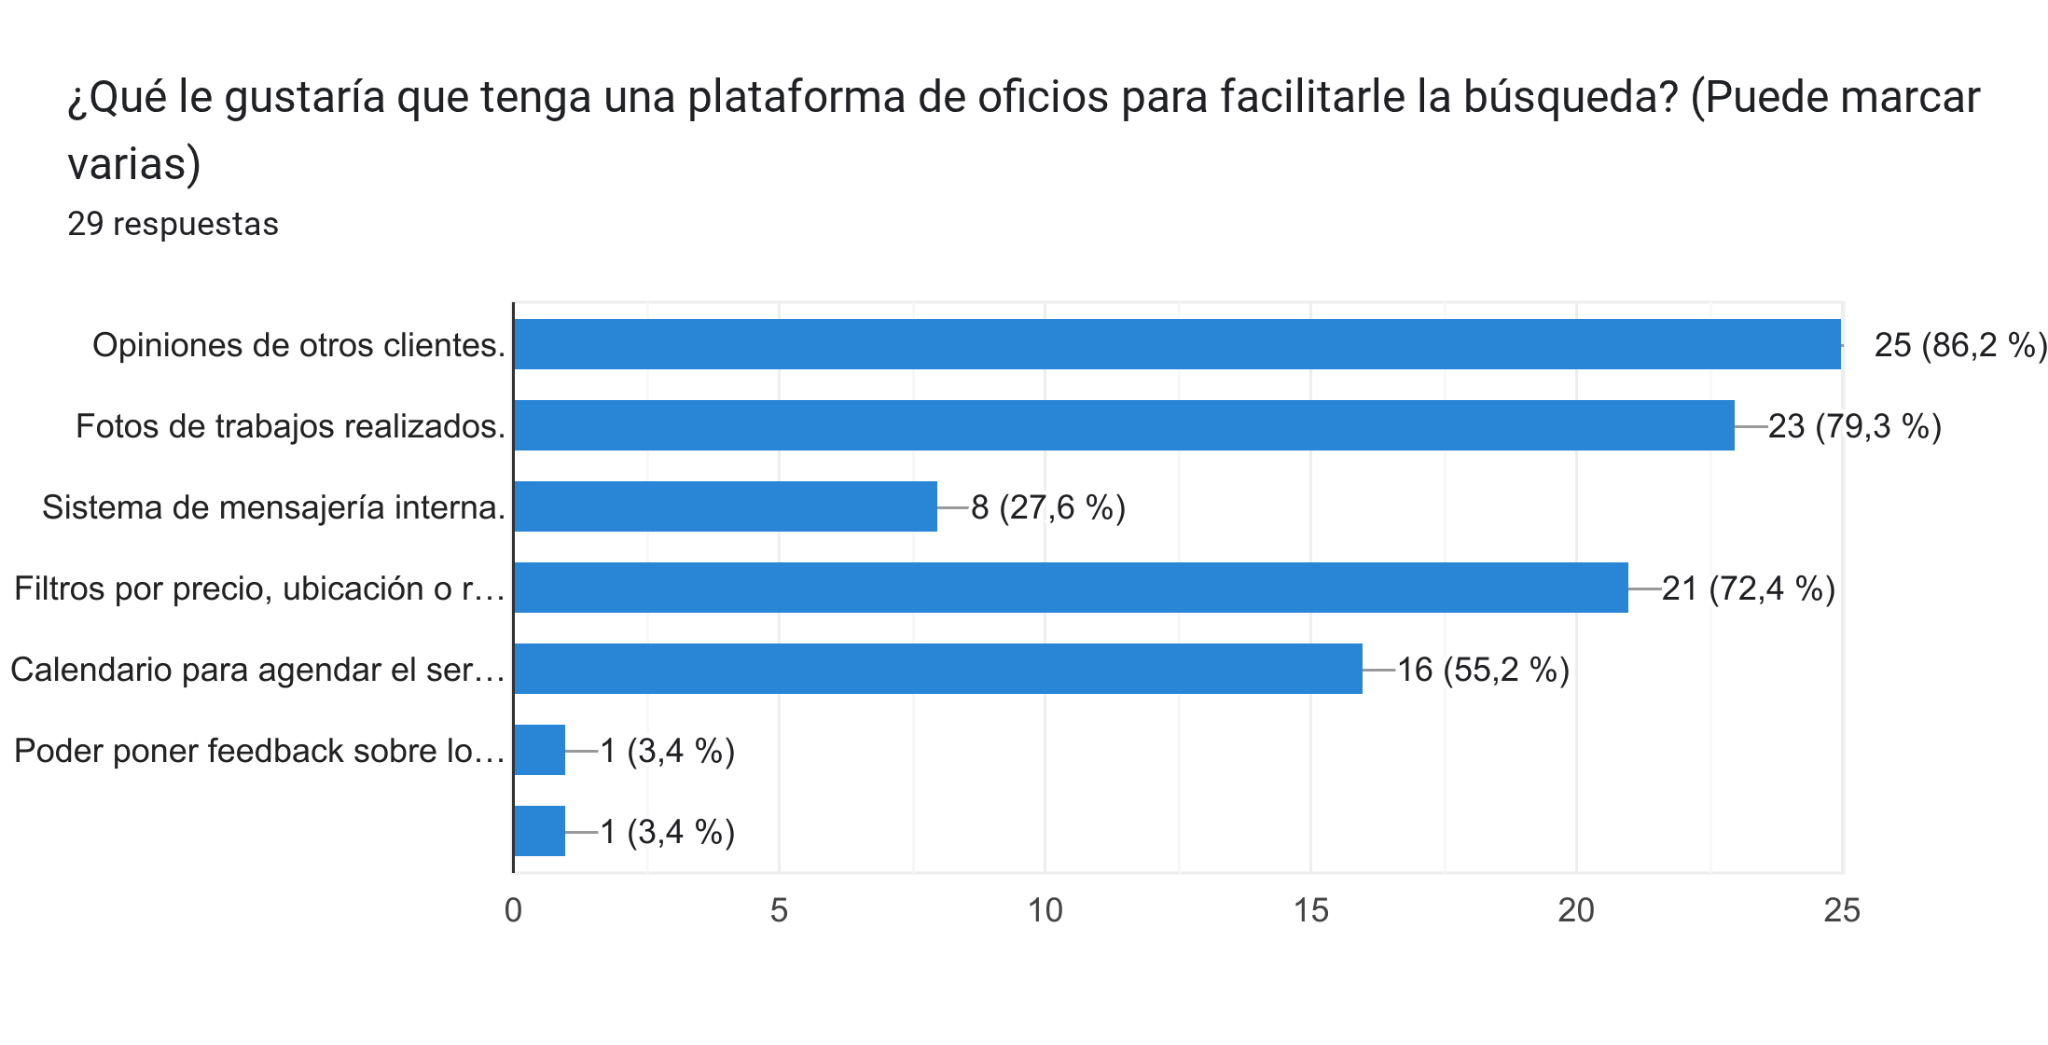 ¿Qué le gustaría que tenga una plataforma de oficios para facilitarle la búsqueda? (Puede marcar
varias)
29 respuestas
Opiniones de otros clientes.
25 (86,2 %)
Fotos de trabajos realizados.
23 (79,3 %)
Sistema de mensajería interna.
8 (27,6 %)
Filtros por precio, ubicación o r…
21 (72,4 %)
Calendario para agendar el ser…
16 (55,2 %)
Poder poner feedback sobre lo…
1 (3,4 %)
1 (3,4 %)
0 5 10 15 20 25